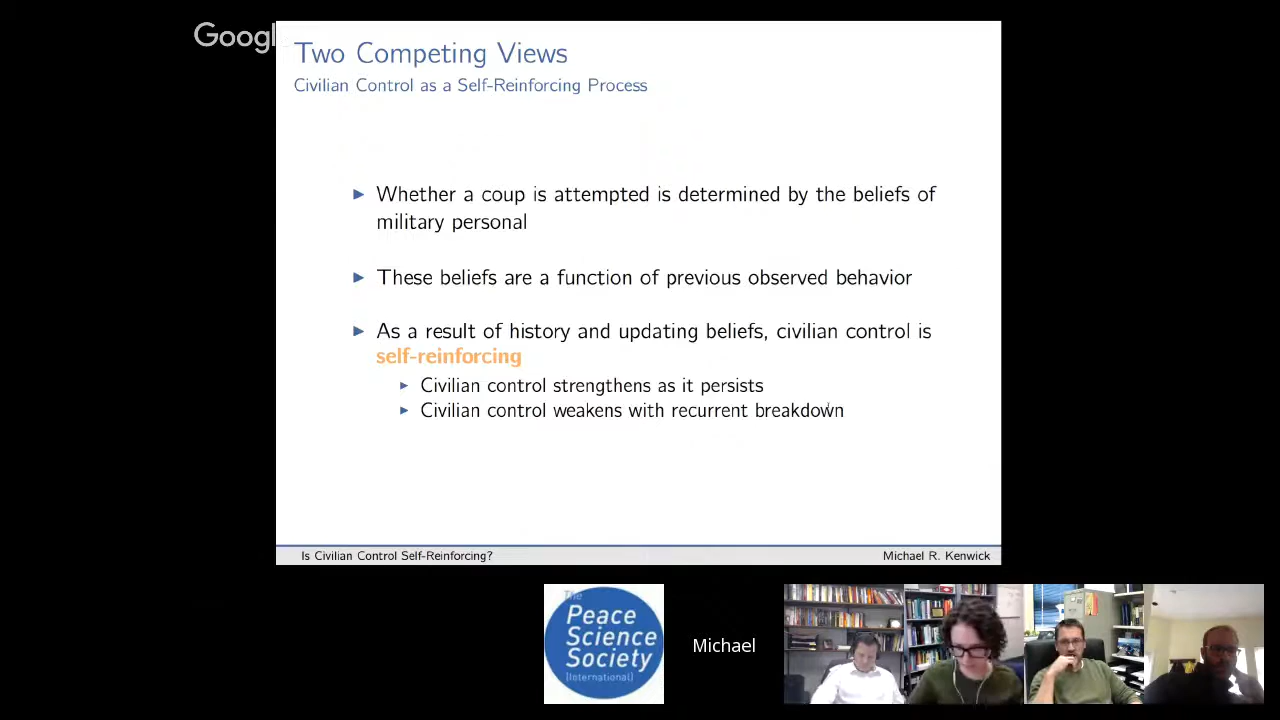 Google
Two Competing Views
Civilian Control as a Self-Reinforcing Process
Whether a coup is attempted is determined by the beliefs of
military personal
These beliefs are a function of previous observed behavior
As a result of history and updating beliefs, civilian control is
self-reinforcing
Civilian control strengthens as it persists
Civilian control weakens with recurrent breakdown
Is Civilian Control Self-Reinforcing?
Michael R. Kenwick
The
Peace
Science
Society
(International)
Michael